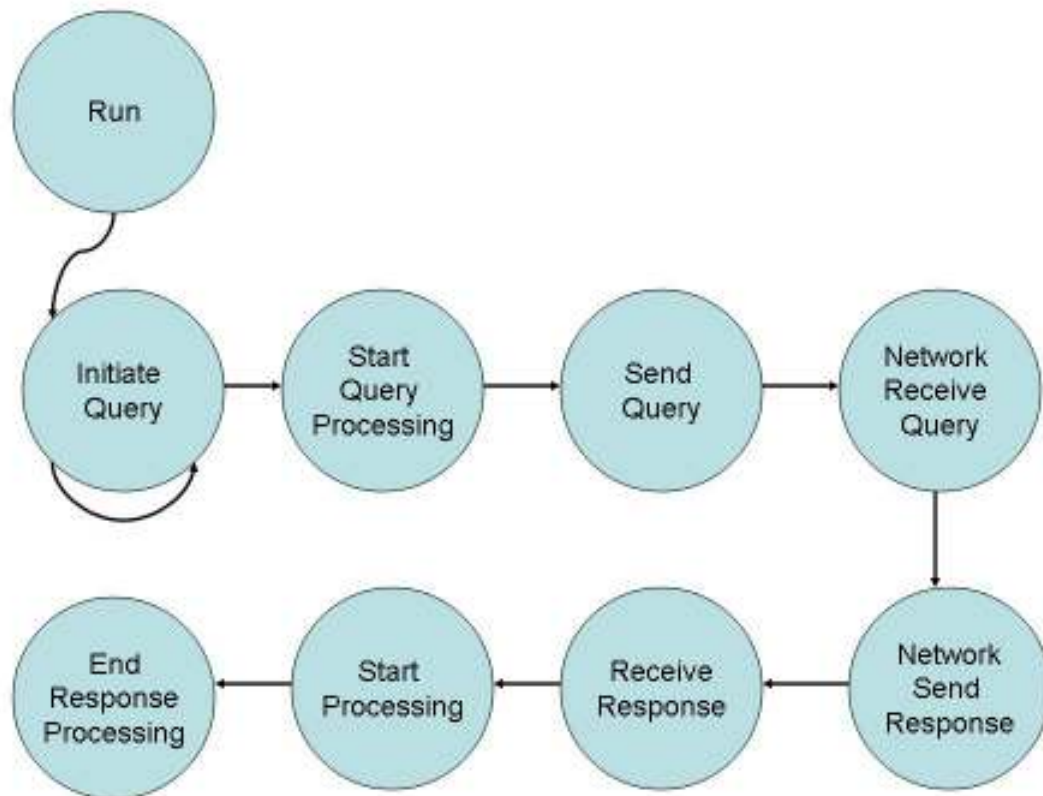 Run
Initiate
Query
Start
Query
Processing
Send
Query
Network
Receive
Query
End
Response
Processing
Start
Processing
Receive
Response
Network
Send
Response